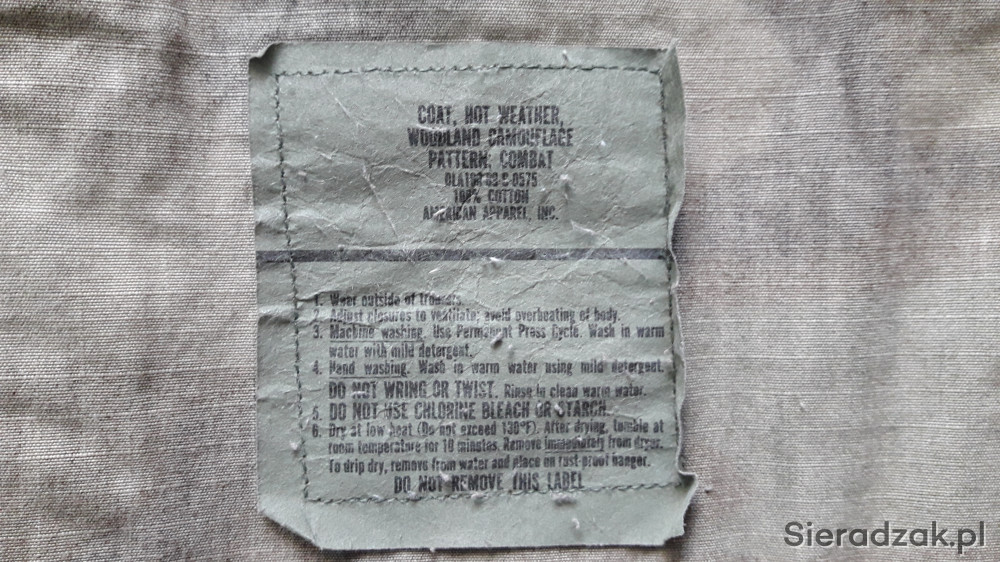 COAT, HOT WEATHER,
WOODLAND CAMOUFLAGE
PATTERN; COMBAT
DLA100-88-C-0575
100% COTTON
AMERICAN APPAREL, INC.
1. Wear outside of trousers.
2. Adjust closures to ventilate; avoid overheating of body.
3. Machine washing. Use Permanent Press Cycle. Wash in warm
water with mild detergent.
4. Hand washing. Wash in warm water using mild detergent.
DO NOT WRING OR TWIST. Rinse in clean warm water.
5. DO NOT USE CHLORINE BLEACH OR STARCH.
6. Dry at low heat (Do not exceed 130°F). After drying, tumble at
room temperature for 10 minutes. Remove immediately from dryer.
To drip dry, remove from water and place on rust-proof hanger.
DO NOT REMOVE THIS LABEL
Sieradzak.pl